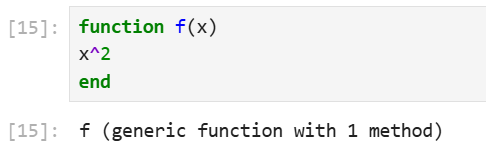 [15]: function f(x)
x^2
end
[15]: f (generic function with 1 method)